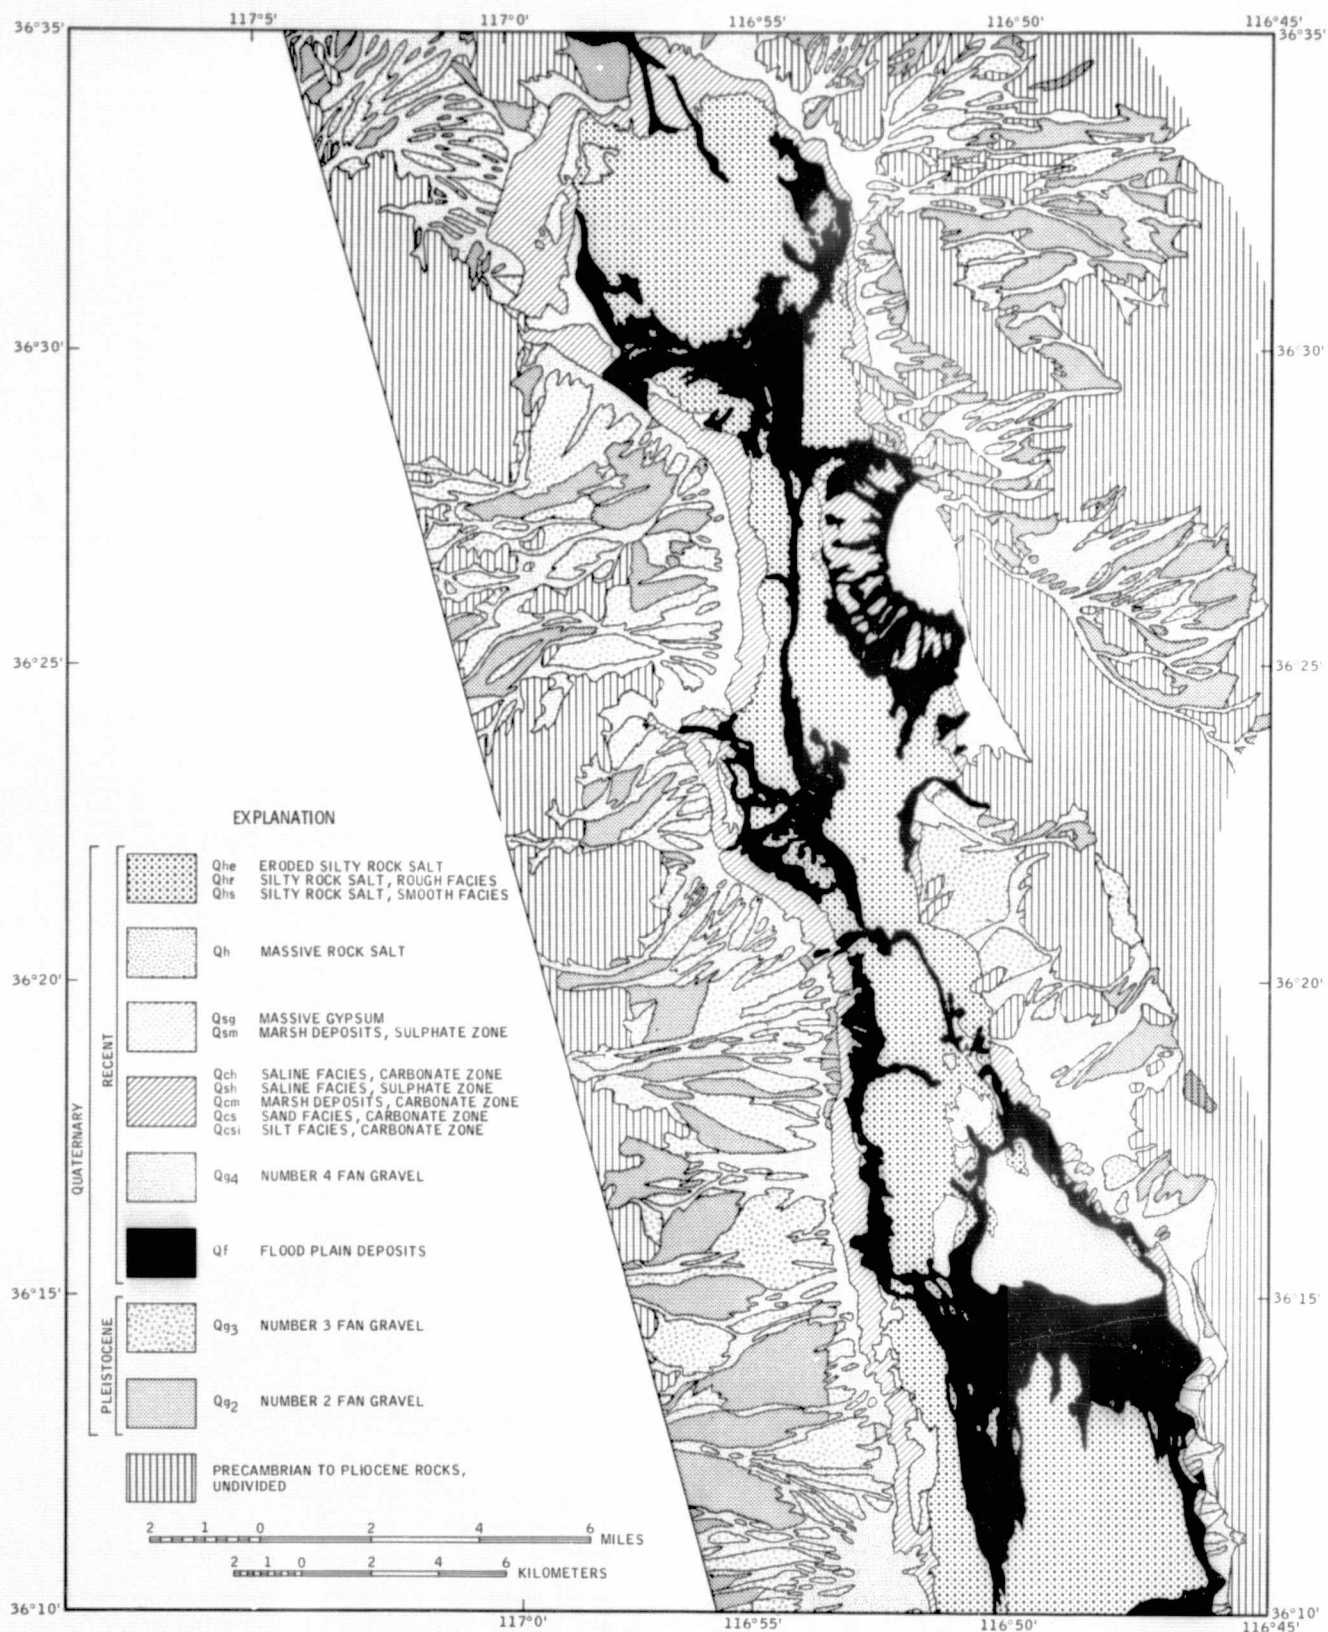 117°5' 117°0' 116°55' 116°50' 116°45'
36°35' 36°35'
36°30' 36°30'
36°25' 36°25'
EXPLANATION
Qhe ERODED SILTY ROCK SALT
Qhr SILTY ROCK SALT, ROUGH FACIES
Qhs SILTY ROCK SALT, SMOOTH FACIES
Qh MASSIVE ROCK SALT
36°20' 36°20'
Qsg MASSIVE GYPSUM
Qsm MARSH DEPOSITS, SULPHATE ZONE
RECENT
Qch SALINE FACIES, CARBONATE ZONE
Qsh SALINE FACIES, SULPHATE ZONE
Qcm MARSH DEPOSITS, CARBONATE ZONE
Qcs SAND FACIES, CARBONATE ZONE
Qcsi SILT FACIES, CARBONATE ZONE
QUATERNARY
Qg4 NUMBER 4 FAN GRAVEL
Qf FLOOD PLAIN DEPOSITS
36°15' 36°15'
Qg3 NUMBER 3 FAN GRAVEL
PLEISTOCENE
Qg2 NUMBER 2 FAN GRAVEL
PRECAMBRIAN TO PLIOCENE ROCKS,
UNDIVIDED
2 1 0 2 4 6 MILES
2 1 0 2 4 6 KILOMETERS
36°10' 36°10'
117°0' 116°55' 116°50' 116°45'